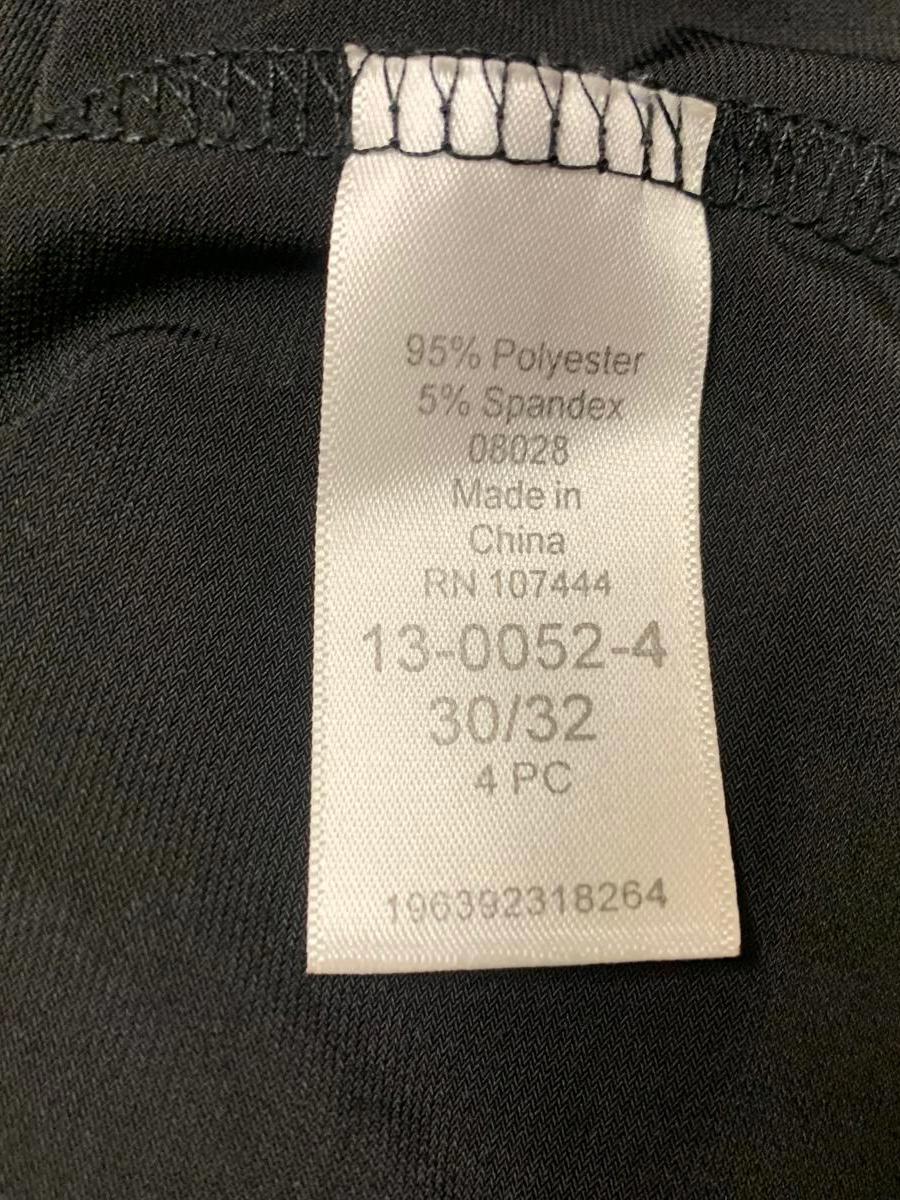 95% Polyester
5% Spandex
08028
Made in
China
RN 107444
13-0052-4
30/32
4 PC
196392318264